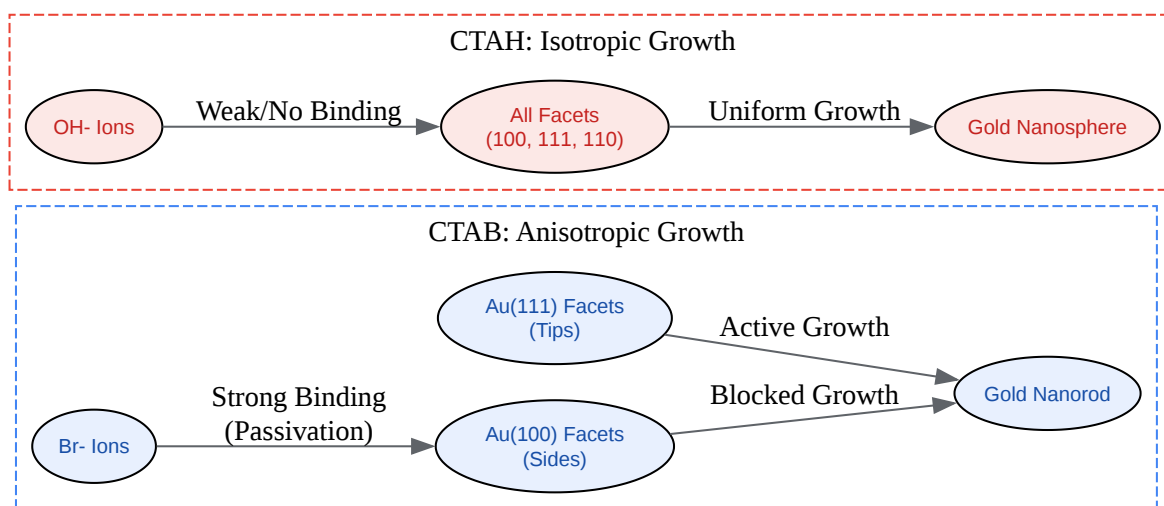 CTAH: Isotropic Growth
OH- Ions
Weak/No Binding
All Facets
(100, 111, 110)
Uniform Growth
Gold Nanosphere
CTAB: Anisotropic Growth
Au(111) Facets
(Tips)
Active Growth
Br- Ions
Strong Binding
(Passivation)
Au(100) Facets
(Sides)
Blocked Growth
Gold Nanorod